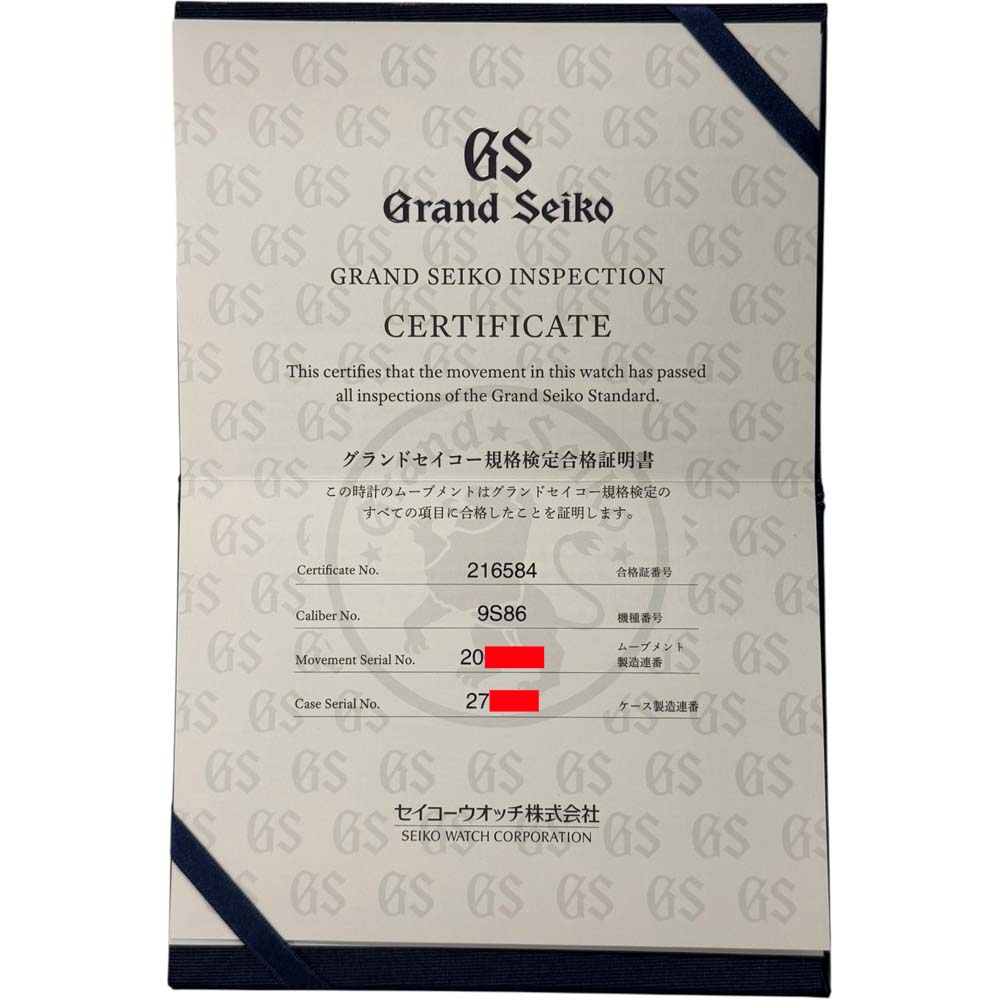 GS
Grand Seiko
GRAND SEIKO INSPECTION
CERTIFICATE
This certifies that the movement in this watch has passed
all inspections of the Grand Seiko Standard.
グランドセイコー規格検定合格証明書
この時計のムーブメントはグランドセイコー規格検定の
すべての項目に合格したことを証明します。
Certificate No. 216584 合格証番号
Caliber No. 9S86 機種番号
Movement Serial No. 20 ムーブメント
製造連番
Case Serial No. 27 ケース製造連番
セイコーウオッチ株式会社
SEIKO WATCH CORPORATION